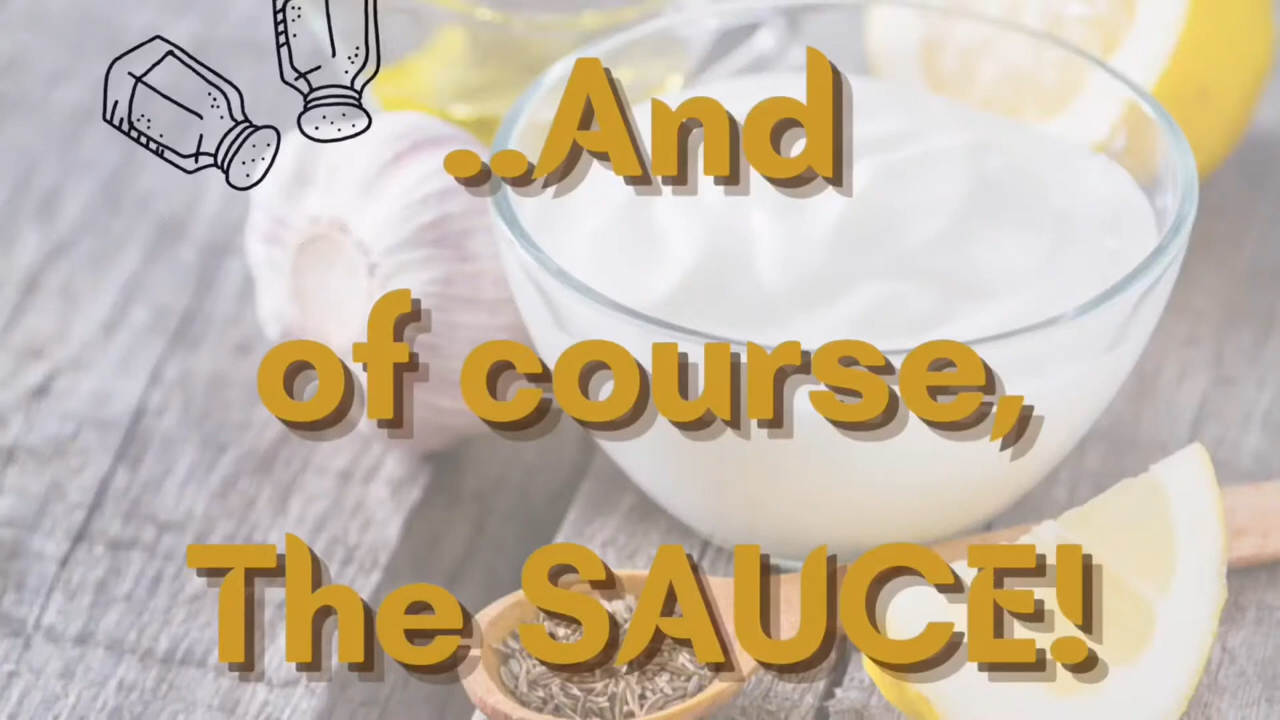 ..And
of course,
The SAUCE!